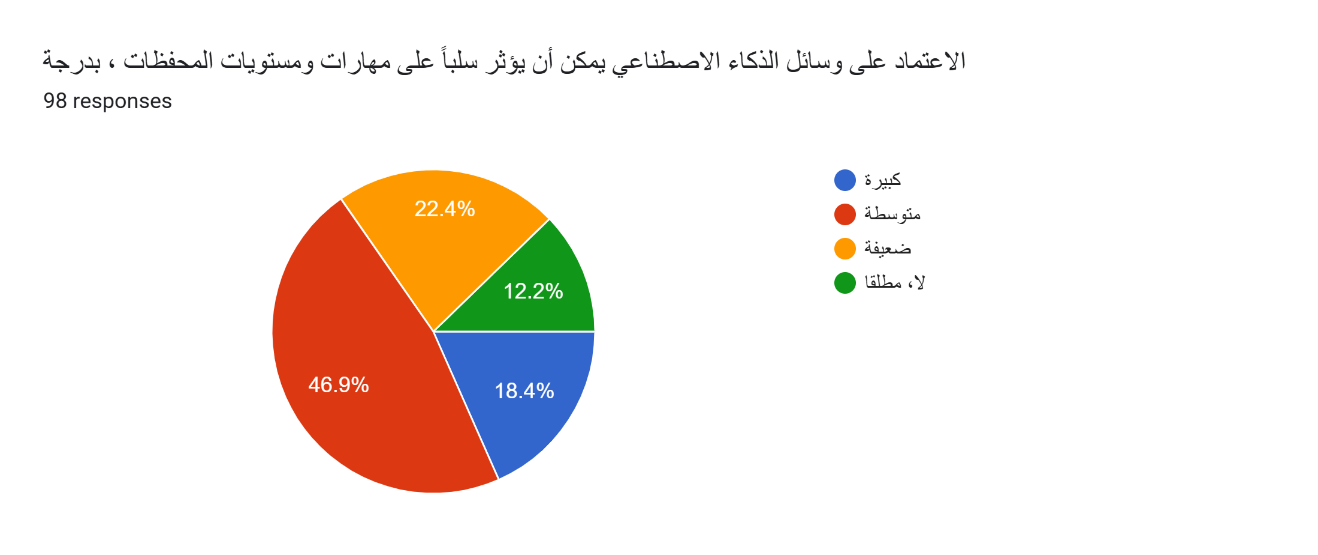 الاعتماد على وسائل الذكاء الاصطناعي يمكن أن يؤثر سلباً على مهارات ومستويات المحفظات ، بدرجة
98 responses
22.4%
12.2%
46.9%
18.4%
كبيرة
متوسطة
ضعيفة
لا، مطلقا